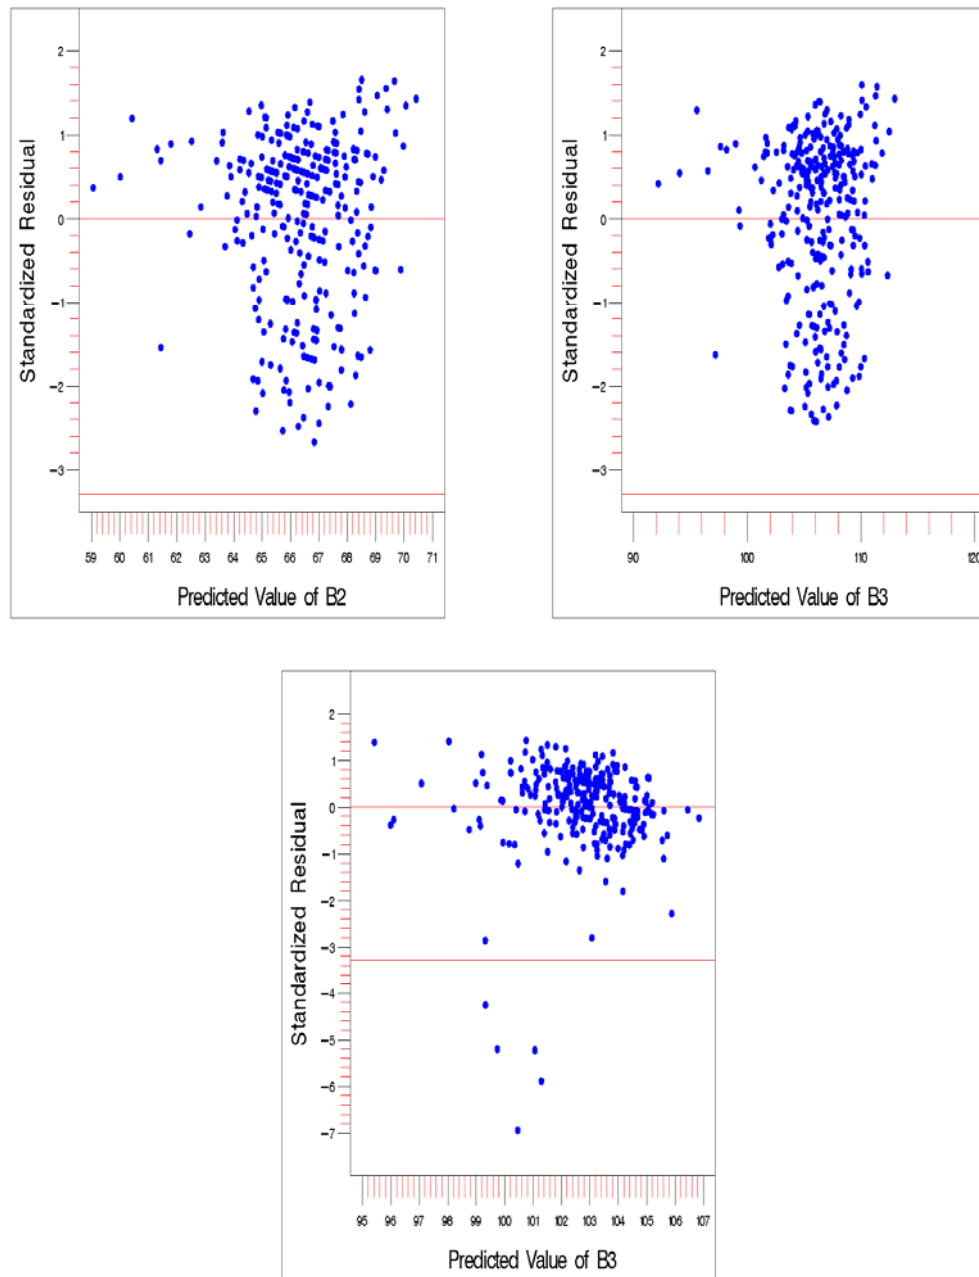 2
1
0
−1
−2
−3
Standardized Residual
59 60 61 62 63 64 65 66 67 68 69 70 71
Predicted Value of B2
2
1
0
−1
−2
−3
Standardized Residual
90 100 110 120
Predicted Value of B3
2
1
0
−1
−2
−3
−4
−5
−6
−7
Standardized Residual
95 96 97 98 99 100 101 102 103 104 105 106 107
Predicted Value of B3